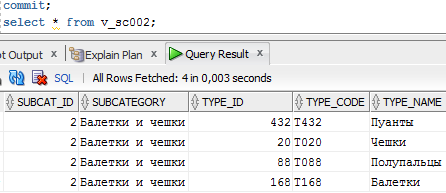 commit;
select * from v_sc002;
t Output × Explain Plan × Query Result ×
SQL | All Rows Fetched: 4 in 0,003 seconds
SUBCAT_ID SUBCATEGORY TYPE_ID TYPE_CODE TYPE_NAME
2 Балетки и чешки 432 T432 Пуанты
2 Балетки и чешки 20 T020 Чешки
2 Балетки и чешки 88 T088 Полупальцы
2 Балетки и чешки 168 T168 Балетки